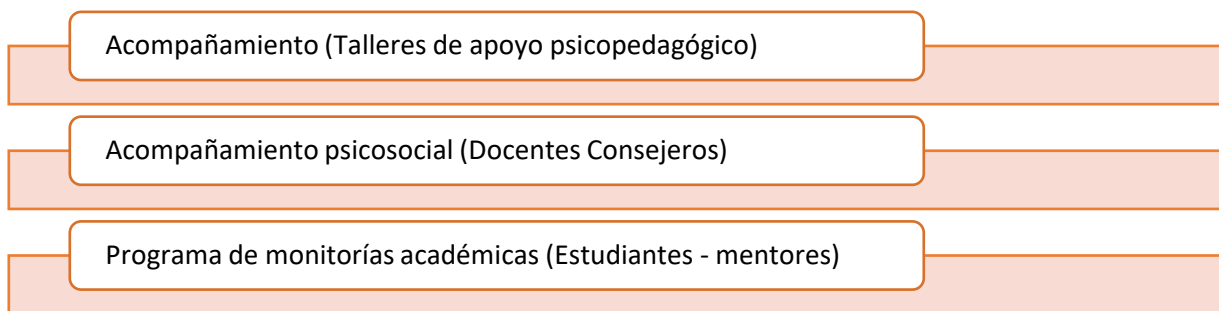 Acompañamiento (Talleres de apoyo psicopedagógico)
Acompañamiento psicosocial (Docentes Consejeros)
Programa de monitorías académicas (Estudiantes - mentores)